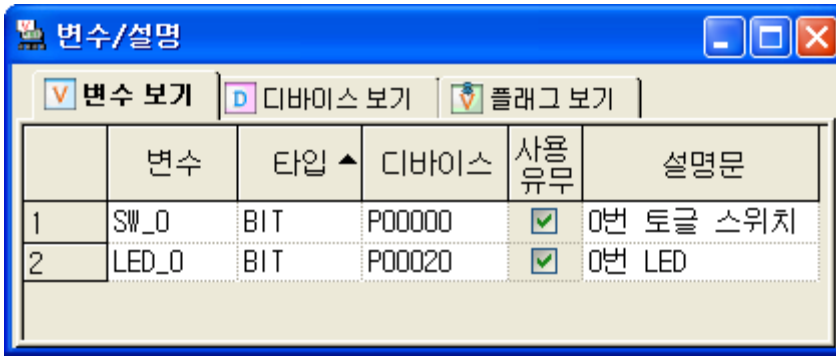 변수/설명
V 변수 보기 D 디바이스 보기 플래그 보기
변수 타입 디바이스 사용 유무 설명문
1 SW_0 BIT P00000 0번 토글 스위치
2 LED_0 BIT P00020 0번 LED